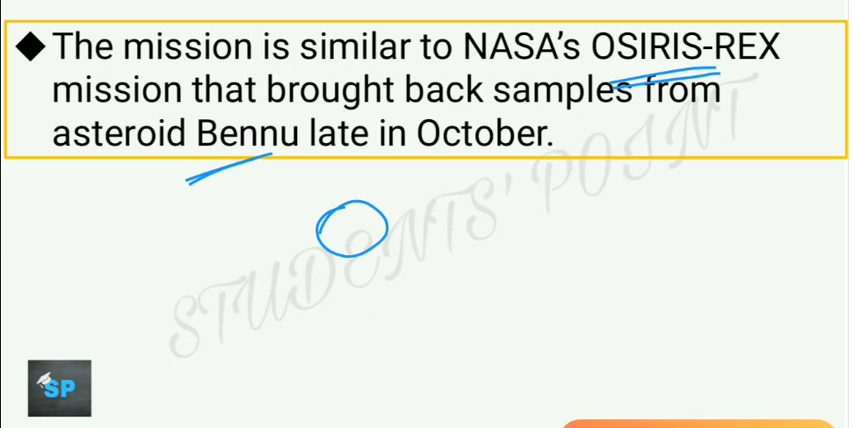 The mission is similar to NASA's OSIRIS-REX
mission that brought back samples from
asteroid Bennu late in October.
STUDENTS' POINT
SP